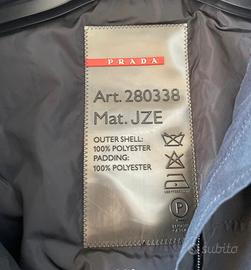 PRADA
Art. 280338
Mat. JZE
OUTER SHELL:
100% POLYESTER
PADDING:
100% POLYESTER
P
subito